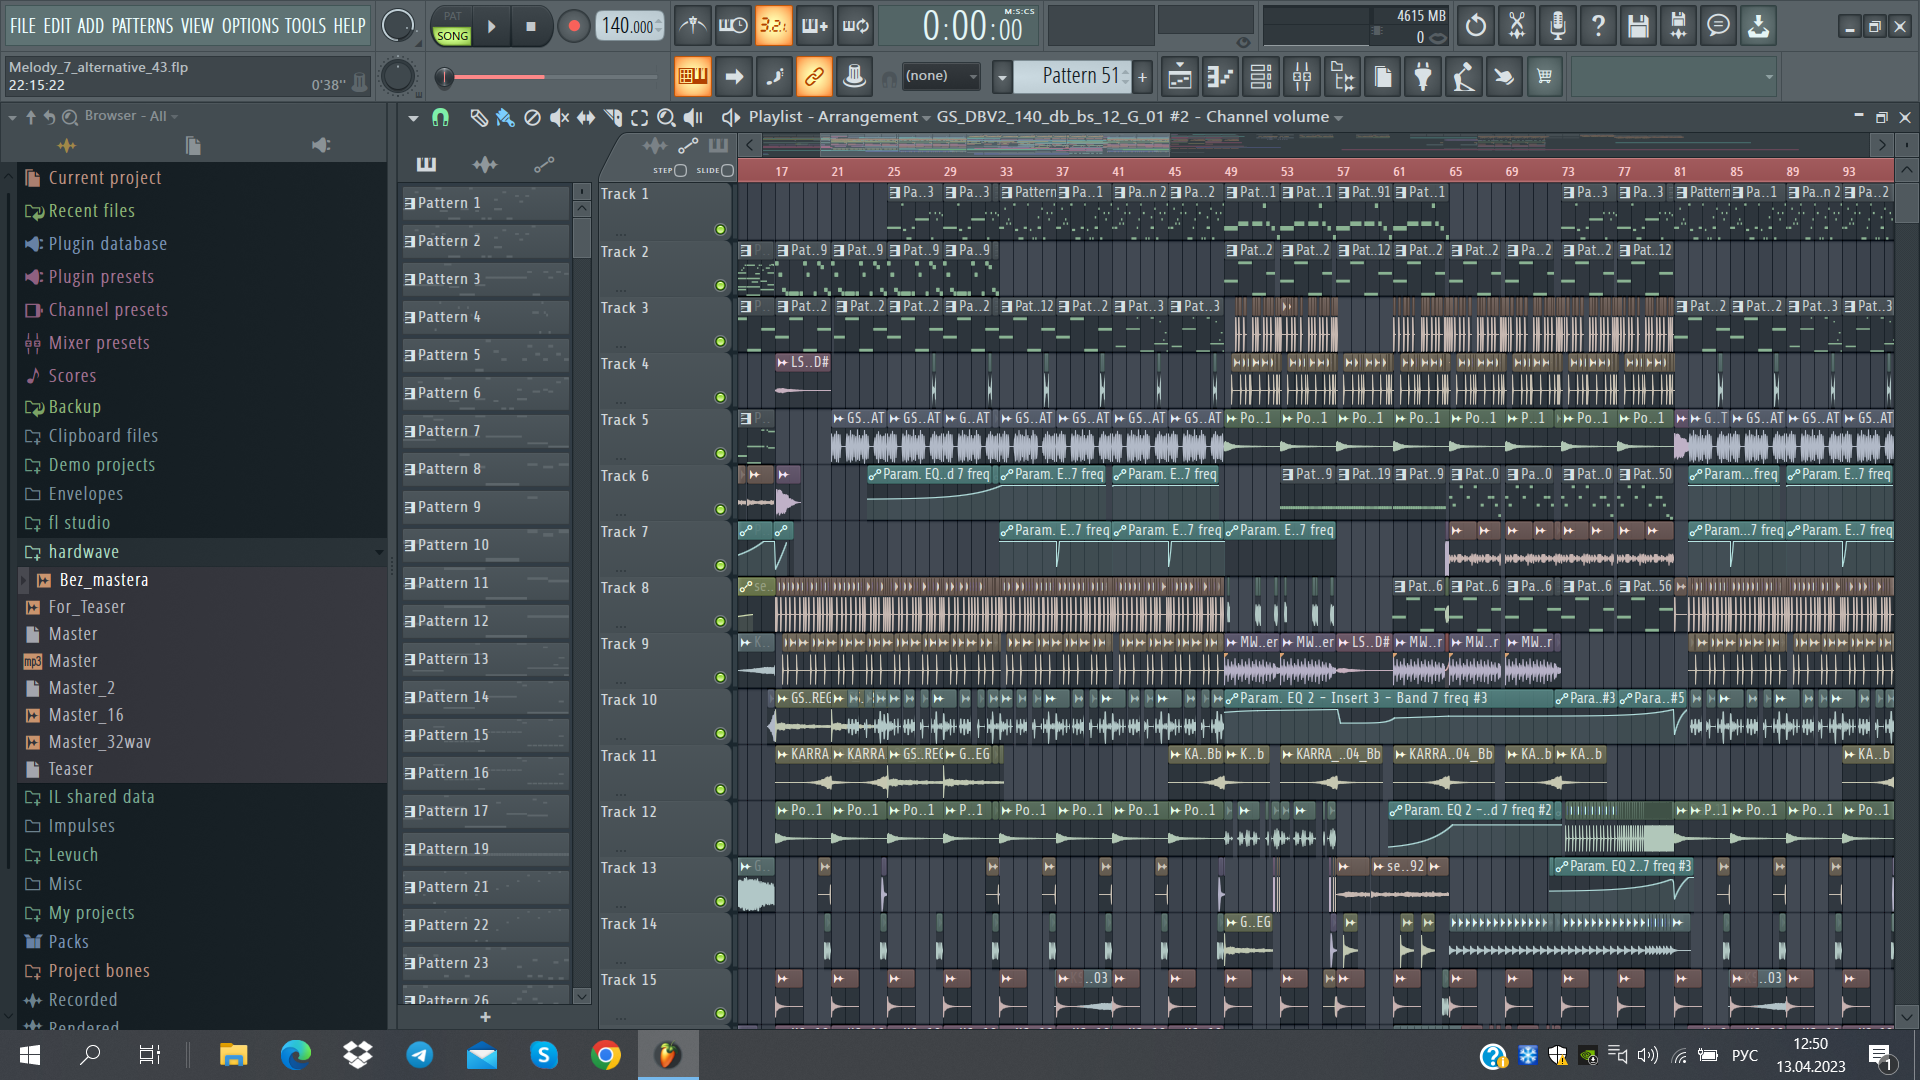 FILE EDIT ADD PATTERNS VIEW OPTIONS TOOLS HELP
PAT
SONG
140.000
3.2.1
0:00:00
M:S:CS
4615 MB
0
Melody_7_alternative_43.flp
22:15:22
0'38''
(none)
Pattern 51
+
Browser - All
Playlist - Arrangement
GS_DBV2_140_db_bs_12_G_01 #2 - Channel volume
STEP
SLIDE
17 21 25 29 33 37 41 45 49 53 57 61 65 69 73 77 81 85 89 93
Current project
Recent files
Plugin database
Plugin presets
Channel presets
Mixer presets
Scores
Backup
Clipboard files
Demo projects
Envelopes
fl studio
hardwave
Bez_mastera
For_Teaser
Master
mp3 Master
Master_2
Master_16
Master_32wav
Teaser
IL shared data
Impulses
Levuch
Misc
My projects
Packs
Project bones
Recorded
Rendered
Pattern 1
Pattern 2
Pattern 3
Pattern 4
Pattern 5
Pattern 6
Pattern 7
Pattern 8
Pattern 9
Pattern 10
Pattern 11
Pattern 12
Pattern 13
Pattern 14
Pattern 15
Pattern 16
Pattern 17
Pattern 19
Pattern 21
Pattern 22
Pattern 23
Pattern 26
+
Track 1
Pa..3 Pa..3 Pattern Pa..1 Pa..n 2 Pa..2 Pat..1 Pat..1 Pat..91 Pat..1 Pa..3 Pa..3 Pattern Pa..1 Pa..n 2 Pa..2
Track 2
Pat..9 Pat..9 Pat..9 Pa..9 Pat..2 Pat..2 Pat..12 Pat..2 Pat..2 Pa..2 Pat..2 Pat..12
Track 3
Pat..2 Pat..2 Pat..2 Pa..2 Pat..12 Pat..2 Pat..3 Pat..3 Pat..2 Pat..2 Pat..3 Pat..3
Track 4
LS..D#
Track 5
GS..AT GS..AT G..AT GS..AT GS..AT GS..AT GS..AT Po..1 Po..1 Po..1 Po..1 Po..1 P..1 Po..1 Po..1 G..T GS..AT GS..AT GS..AT
Track 6
Param. EQ..d 7 freq Param. E..7 freq Param. E..7 freq Pat..9 Pat..19 Pat..9 Pat..0 Pa..0 Pat..0 Pat..50 Param...freq Param. E..7 freq
Track 7
Param. E..7 freq Param. E..7 freq Param. E..7 freq Param...7 freq Param. E..7 freq
Track 8
se.. Pat..6 Pat..6 Pa..6 Pat..6 Pat..56
Track 9
K.. MW..er MW..er LS..D# MW..r MW..r MW..r
Track 10
GS..REG Param. EQ 2 - Insert 3 - Band 7 freq #3 Para..#3 Para..#5
Track 11
KARRA KARRA GS..REG G..EG KA..Bb K..b KARRA_..04_Bb KARRA_..04_Bb KA..b KA..b KA..b
Track 12
Po..1 Po..1 Po..1 P..1 Po..1 Po..1 Po..1 Po..1 Param. EQ 2 -..d 7 freq #2 P..1 Po..1 Po..1 Po..1
Track 13
G.. se..92 Param. EQ 2..7 freq #3
Track 14
G..EG
Track 15
..03 ..03
РУС
12:50
13.04.2023
1